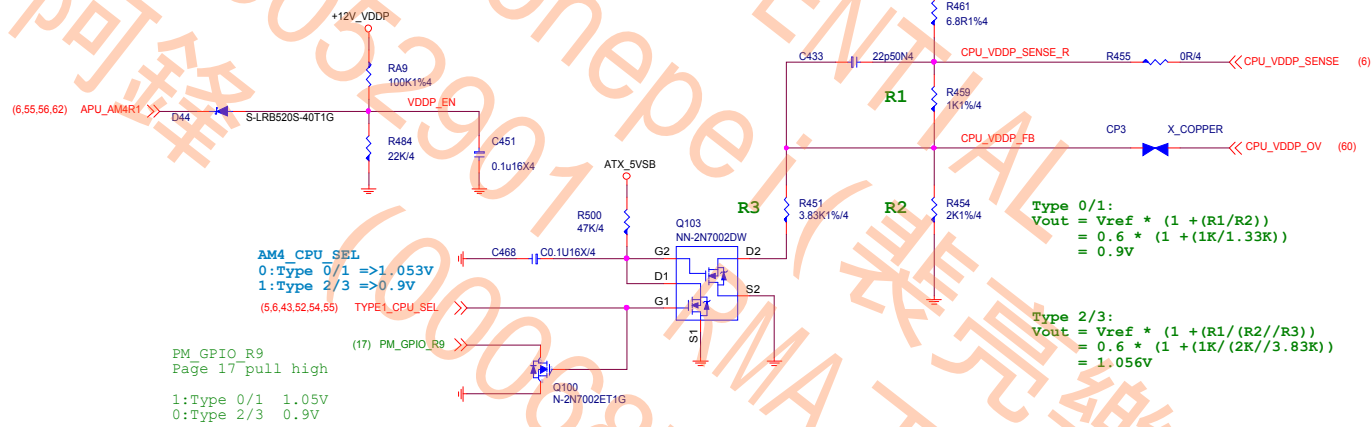 +12V_VDDP
RA9
100K1%4
(6,55,56,62) APU_AM4R1
D44
S-LRB520S-40T1G
VDDP_EN
R484
22K/4
C451
0.1u16X4
ATX_5VSB
R500
47K/4
C468
C0.1U16X/4
Q103
NN-2N7002DW
G2
D2
D1
G1
S2
S1
AM4_CPU_SEL
0:Type 0/1 =>1.053V
1:Type 2/3 =>0.9V
(5,6,43,52,54,55) TYPE1_CPU_SEL
(17) PM_GPIO_R9
PM_GPIO_R9
Page 17 pull high
1:Type 0/1 1.05V
0:Type 2/3 0.9V
Q100
N-2N7002ET1G
R461
6.8R1%4
C433
22p50N4
CPU_VDDP_SENSE_R
R455
0R/4
CPU_VDDP_SENSE (6)
R1
R459
1K1%/4
CPU_VDDP_FB
CP3
X_COPPER
CPU_VDDP_OV (60)
R3
R451
3.83K1%/4
R2
R454
2K1%/4
Type 0/1:
Vout = Vref * (1 +(R1/R2))
= 0.6 * (1 +(1K/1.33K))
= 0.9V
Type 2/3:
Vout = Vref * (1 +(R1/(R2//R3))
= 0.6 * (1 +(1K/(2K//3.83K))
= 1.056V
阿鋒